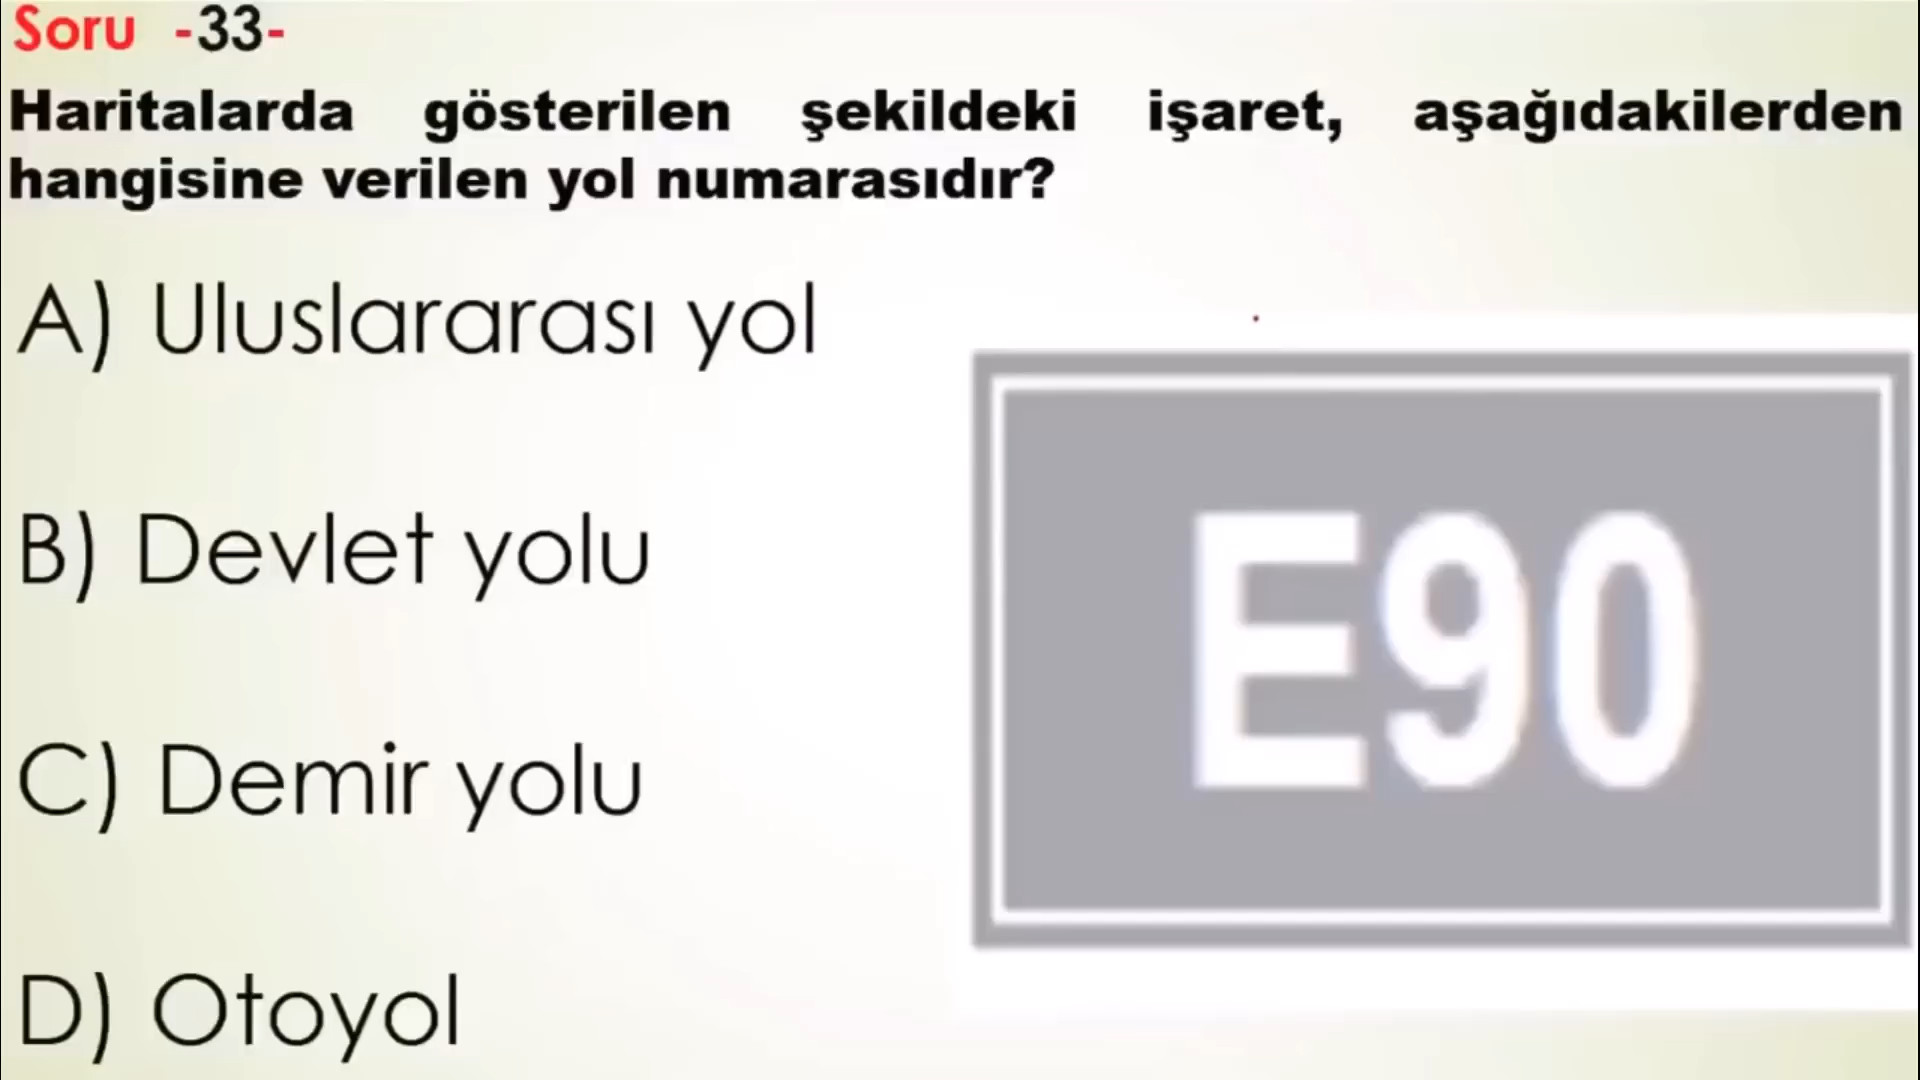 Soru -33-
Haritalarda gösterilen şekildeki işaret, aşağıdakilerden
hangisine verilen yol numarasıdır?
A) Uluslararası yol
B) Devlet yolu
C) Demir yolu
D) Otoyol
E90